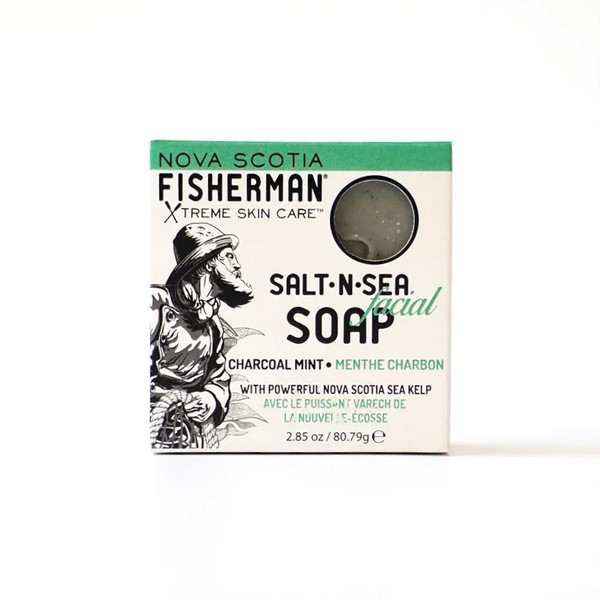 NOVA SCOTIA
FISHERMAN®
XTREME SKIN CARE™
SALT•N•SEA
facial
SOAP
CHARCOAL MINT • MENTHE CHARBON
WITH POWERFUL NOVA SCOTIA SEA KELP
AVEC LE PUISSANT VARECH DE
LA NOUVELLE-ÉCOSSE
2.85 oz / 80.79g ℮